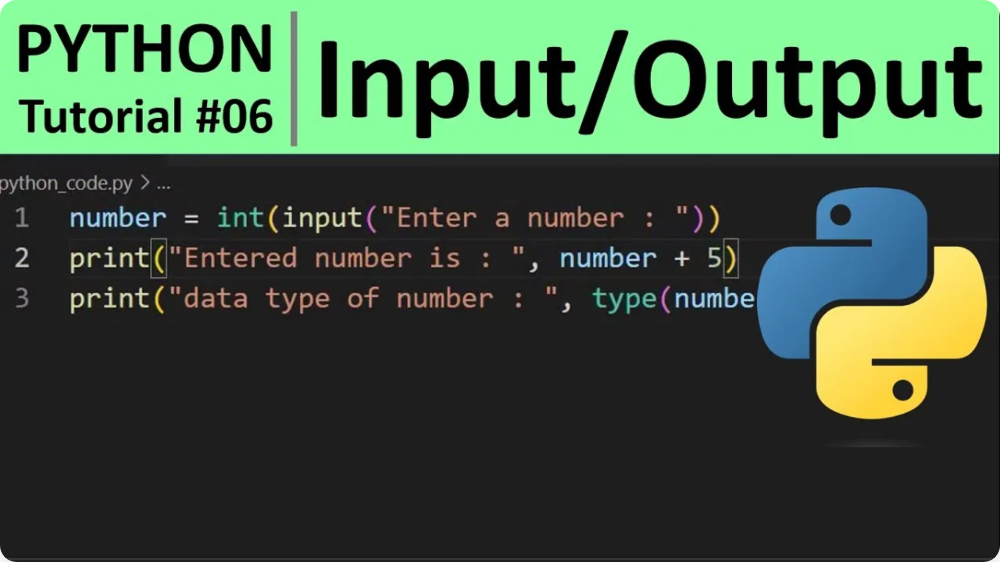 PYTHON
Tutorial #06
Input/Output
python_code.py > ...
1 number = int(input("Enter a number : "))
2 print("Entered number is : ", number + 5)
3 print("data type of number : ", type(numbe